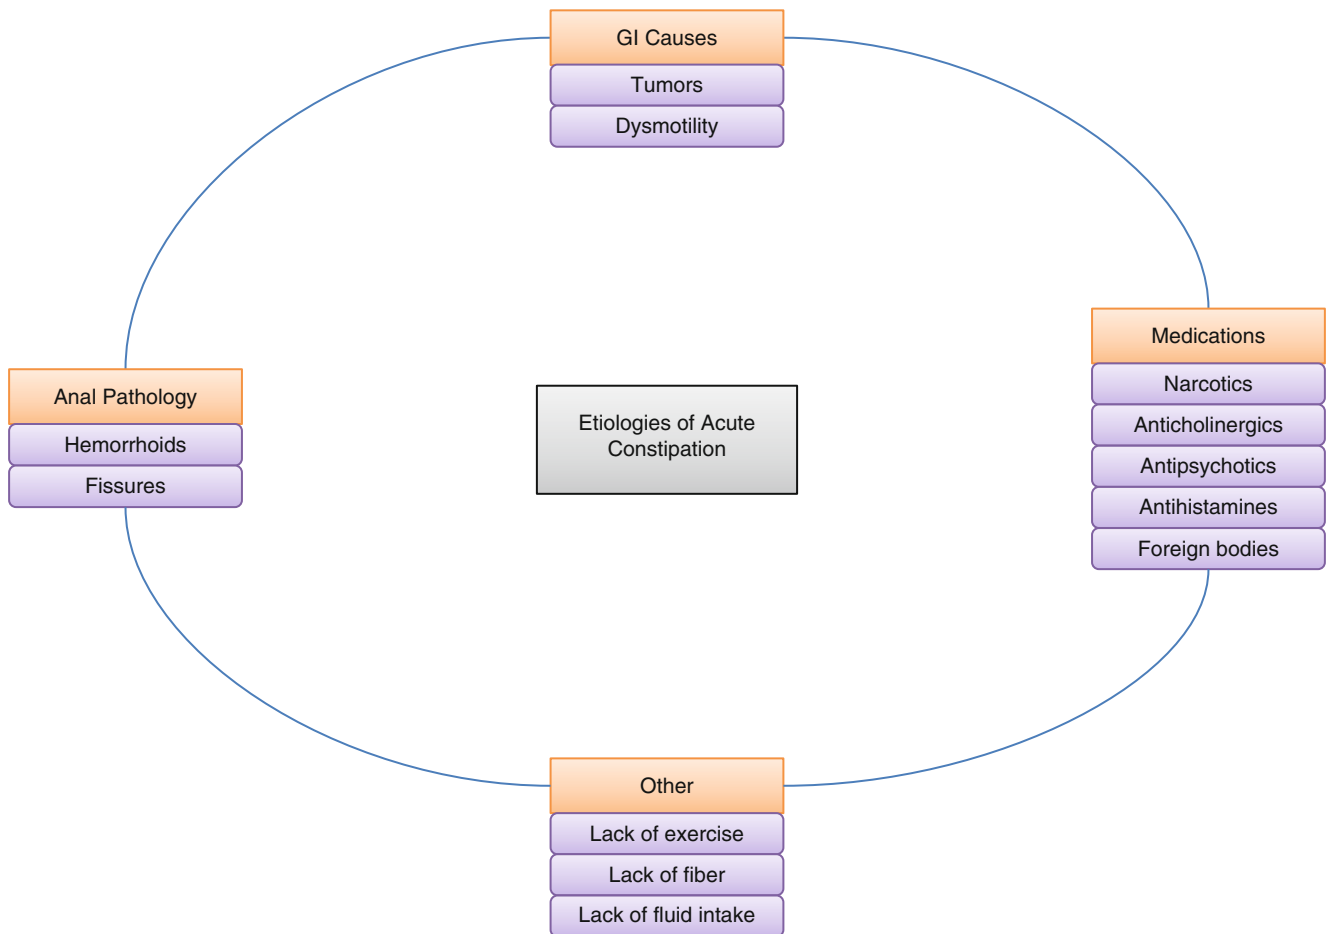 GI Causes
Tumors
Dysmotility
Medications
Narcotics
Anticholinergics
Antipsychotics
Antihistamines
Foreign bodies
Anal Pathology
Hemorrhoids
Fissures
Etiologies of Acute
Constipation
Other
Lack of exercise
Lack of fiber
Lack of fluid intake